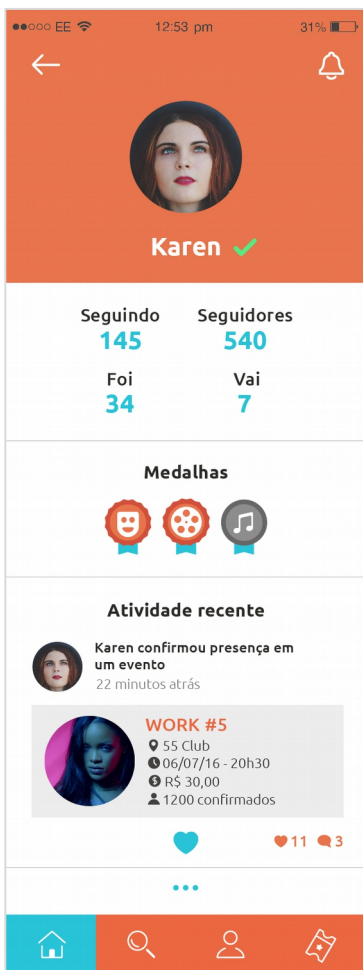 EE 12:53 pm 31%
Karen
Seguindo Seguidores
145 540
Foi Vai
34 7
Medalhas
Atividade recente
Karen confirmou presença em
um evento
22 minutos atrás
WORK #5
55 Club
06/07/16 - 20h30
R$ 30,00
1200 confirmados
11 3